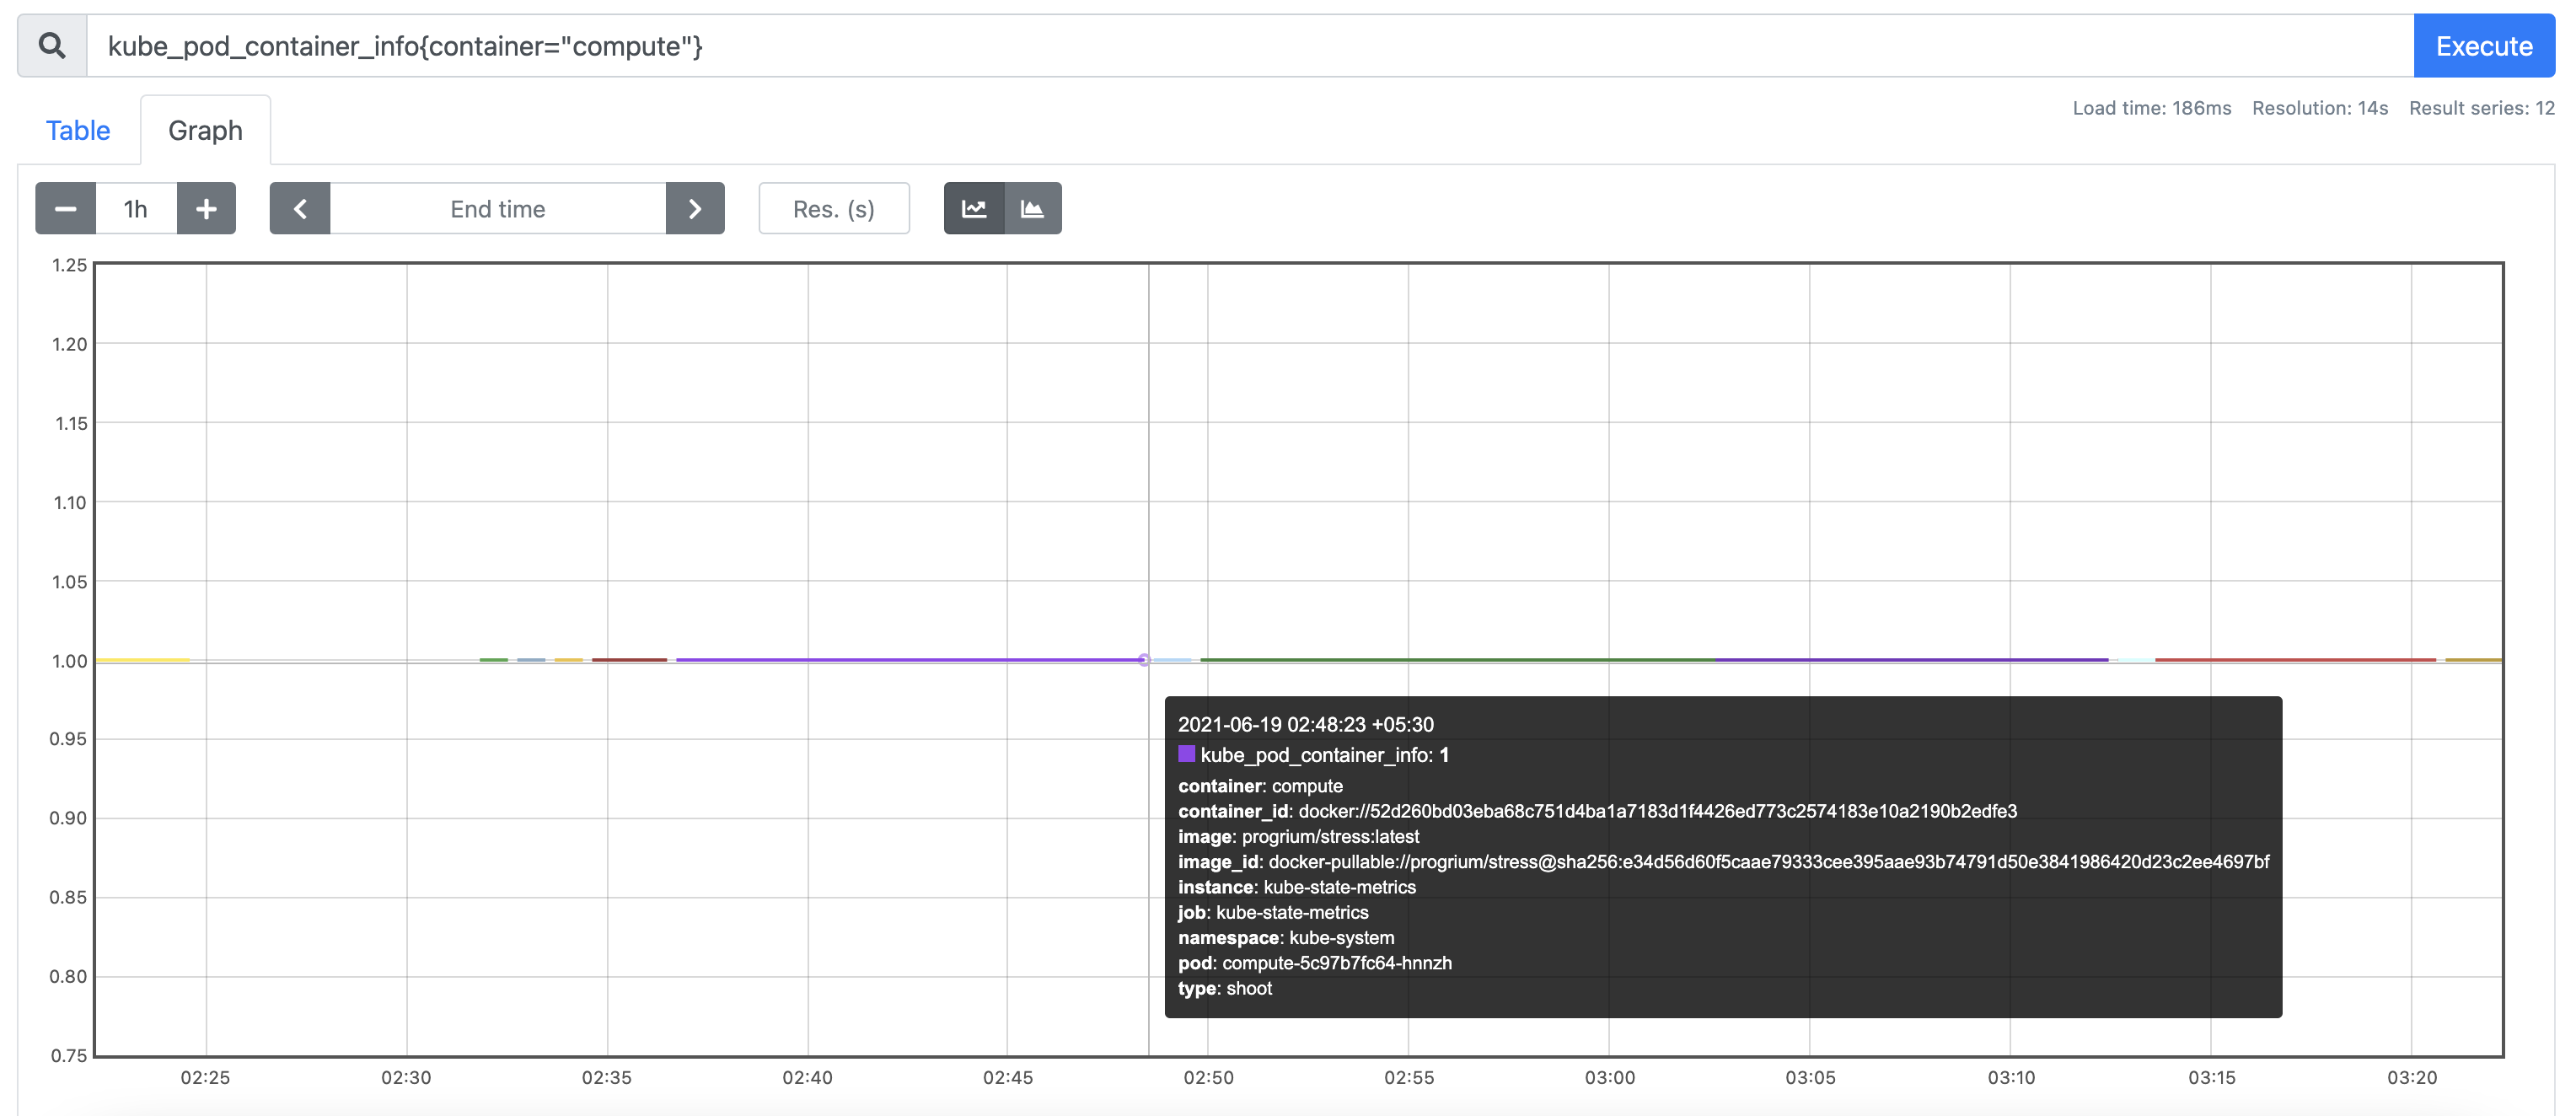 kube_pod_container_info{container="compute"}
Execute
Load time: 186ms Resolution: 14s Result series: 12
Table
Graph
1h
End time
Res. (s)
1.25
1.20
1.15
1.10
1.05
1.00
0.95
0.90
0.85
0.80
0.75
2021-06-19 02:48:23 +05:30
kube_pod_container_info: 1
container: compute
container_id: docker://52d260bd03eba68c751d4ba1a7183d1f4426ed773c2574183e10a2190b2edfe3
image: progrium/stress:latest
image_id: docker-pullable://progrium/stress@sha256:e34d56d60f5caae79333cee395aae93b74791d50e3841986420d23c2ee4697bf
instance: kube-state-metrics
job: kube-state-metrics
namespace: kube-system
pod: compute-5c97b7fc64-hnnzh
type: shoot
02:25 02:30 02:35 02:40 02:45 02:50 02:55 03:00 03:05 03:10 03:15 03:20